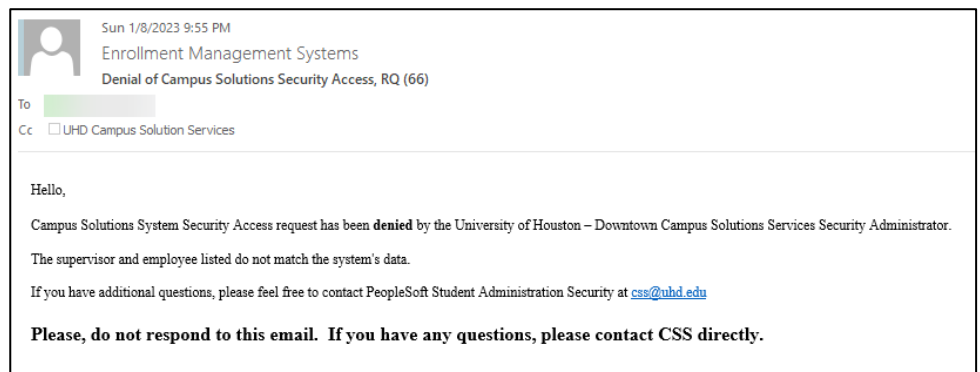 Sun 1/8/2023 9:55 PM
Enrollment Management Systems
Denial of Campus Solutions Security Access, RQ (66)
To
Cc UHD Campus Solution Services
Hello,
Campus Solutions System Security Access request has been denied by the University of Houston – Downtown Campus Solutions Services Security Administrator.
The supervisor and employee listed do not match the system's data.
If you have additional questions, please feel free to contact PeopleSoft Student Administration Security at css@uhd.edu
Please, do not respond to this email. If you have any questions, please contact CSS directly.